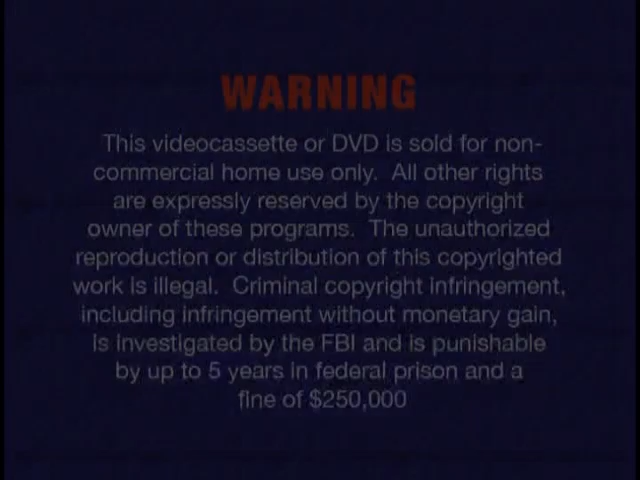 WARNING
This videocassette or DVD is sold for non-
commercial home use only.  All other rights
are expressly reserved by the copyright
owner of these programs.  The unauthorized
reproduction or distribution of this copyrighted
work is illegal.  Criminal copyright infringement,
including infringement without monetary gain,
is investigated by the FBI and is punishable
by up to 5 years in federal prison and a
fine of $250,000